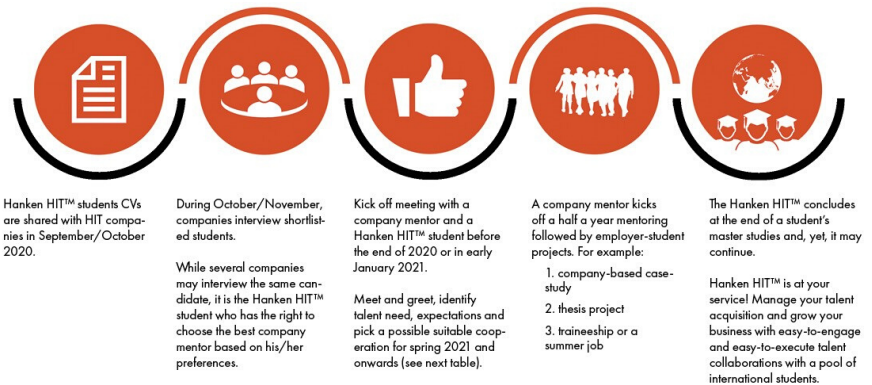 Hanken HIT™ students CVs
are shared with HIT compa-
nies in September/October
2020.
During October/November,
companies interview shortlist-
ed students.
While several companies
may interview the same can-
didate, it is the Hanken HIT™
student who has the right to
choose the best company
mentor based on his/her
preferences.
Kick off meeting with a
company mentor and a
Hanken HIT™ student before
the end of 2020 or in early
January 2021.
Meet and greet, identify
talent need, expectations and
pick a possible suitable coop-
eration for spring 2021 and
onwards (see next table).
A company mentor kicks
off a half a year mentoring
followed by employer-student
projects. For example:
1. company-based case-
study
2. thesis project
3. traineeship or a
summer job
The Hanken HIT™ concludes
at the end of a student's
master studies and, yet, it may
continue.
Hanken HIT™ is at your
service! Manage your talent
acquisition and grow your
business with easy-to-engage
and easy-to-execute talent
collaborations with a pool of
international students.